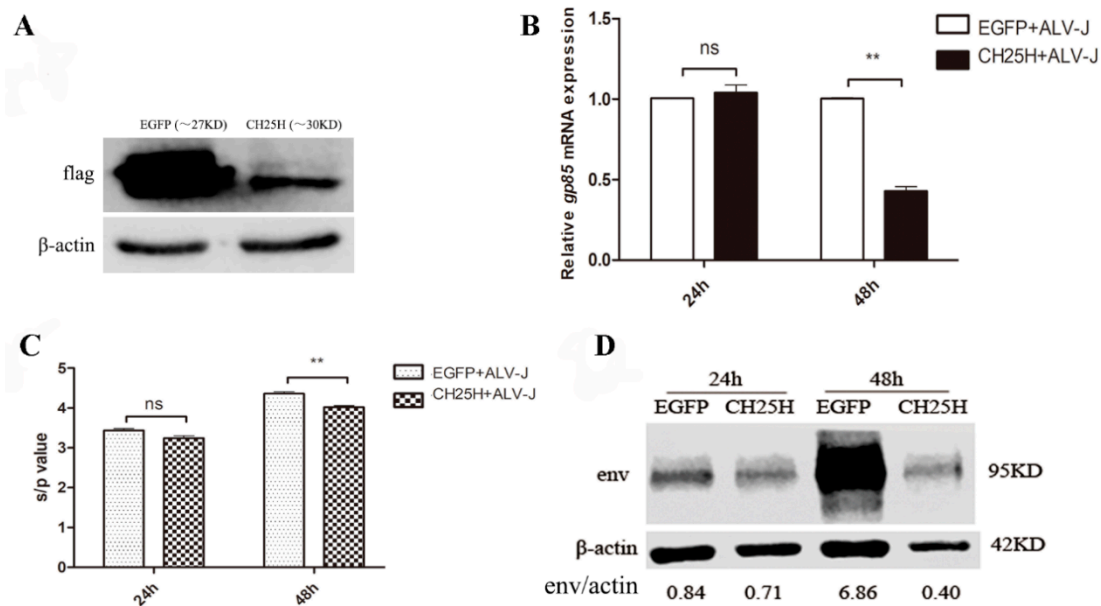 A
EGFP (~27KD) CH25H (~30KD)
flag
β-actin
B
Relative gp85 mRNA expression
1.5
1.0
0.5
0.0
ns
**
24h
48h
EGFP+ALV-J
CH25H+ALV-J
C
s/p value
5
4
3
2
1
0
ns
**
24h
48h
EGFP+ALV-J
CH25H+ALV-J
D
24h 48h
EGFP CH25H EGFP CH25H
env 95KD
β-actin 42KD
env/actin 0.84 0.71 6.86 0.40